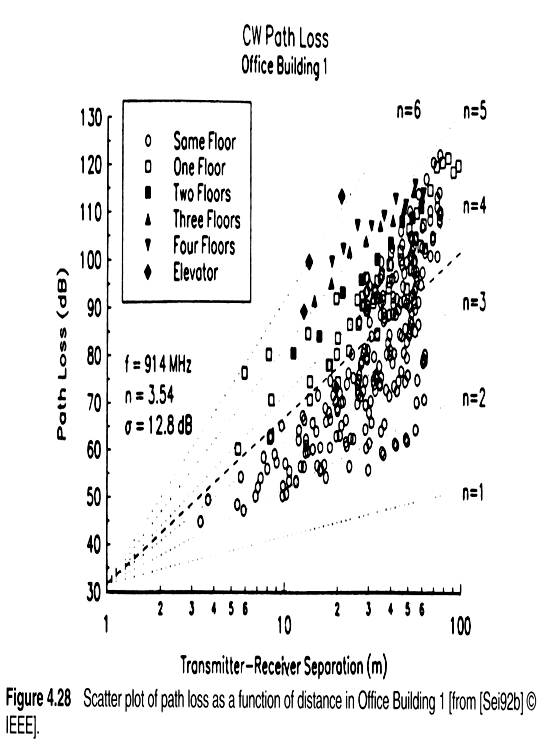 CW Path Loss
Office Building 1
130
120
110
100
90
80
70
60
50
40
30
Path Loss (dB)
Same Floor
One Floor
Two Floors
Three Floors
Four Floors
Elevator
f = 914 MHz
n = 3.54
σ = 12.8 dB
n=6
n=5
n=4
n=3
n=2
n=1
1 2 3 4 5 6 10 2 3 4 5 6 100
Transmitter-Receiver Separation (m)
Figure 4.28 Scatter plot of path loss as a function of distance in Office Building 1 [from [Sei92b] ©
IEEE].